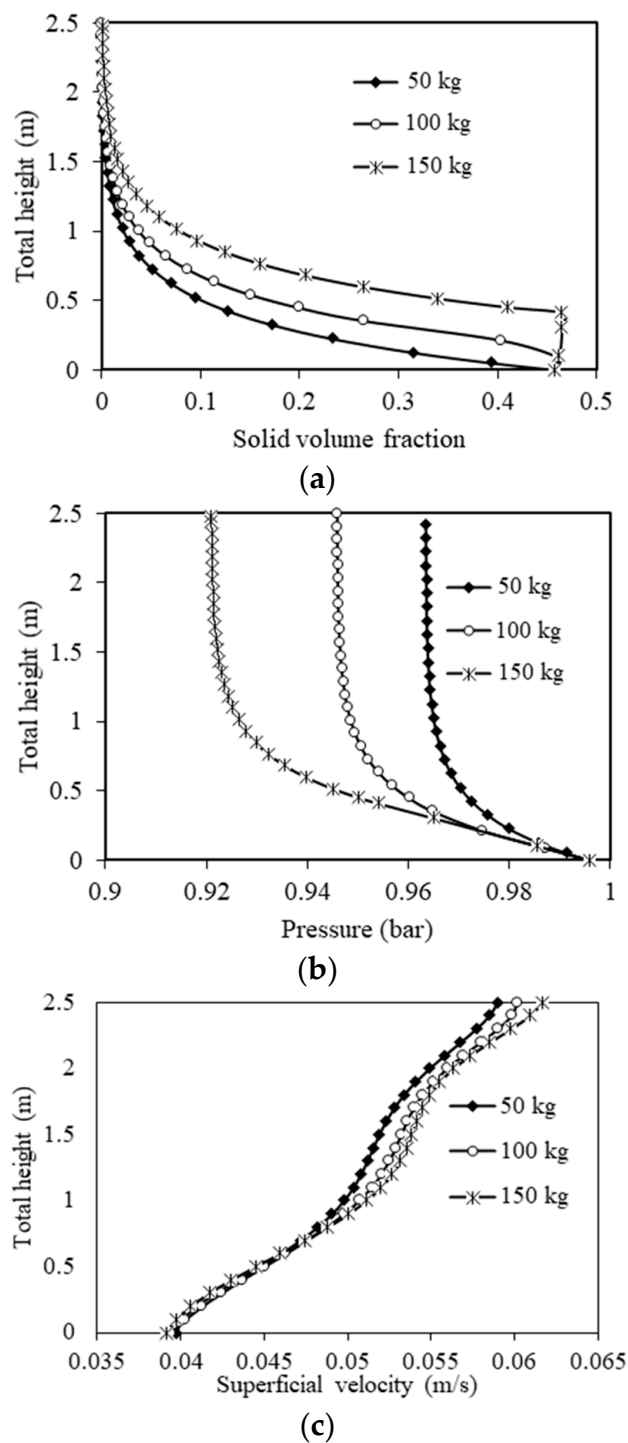 2.5
2
1.5
1
0.5
0
Total height (m)
50 kg
100 kg
150 kg
0 0.1 0.2 0.3 0.4 0.5
Solid volume fraction
(a)
2.5
2
1.5
1
0.5
0
Total height (m)
50 kg
100 kg
150 kg
0.9 0.92 0.94 0.96 0.98 1
Pressure (bar)
(b)
2.5
2
1.5
1
0.5
0
Total height (m)
50 kg
100 kg
150 kg
0.035 0.04 0.045 0.05 0.055 0.06 0.065
Superficial velocity (m/s)
(c)